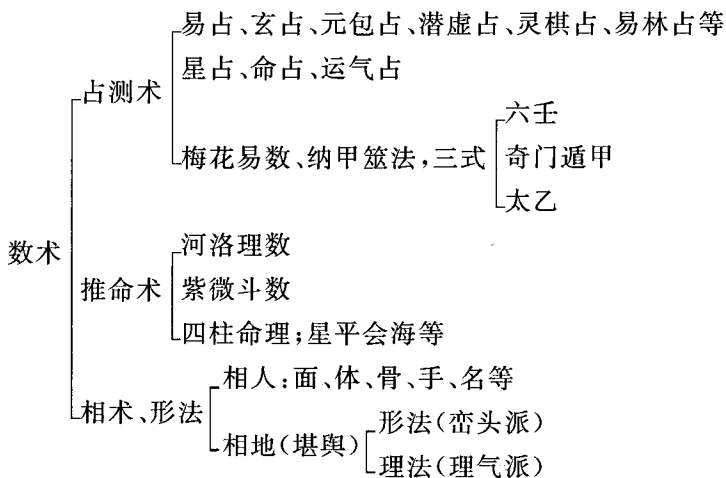 易占、玄占、元包占、潜虚占、灵棋占、易林占等
星占、命占、运气占
占测术
六壬
梅花易数、纳甲筮法,三式
奇门遁甲
太乙
数术
河洛理数
推命术
紫微斗数
四柱命理;星平会海等
相人:面、体、骨、手、名等
相术、形法
形法(峦头派)
相地(堪舆)
理法(理气派)